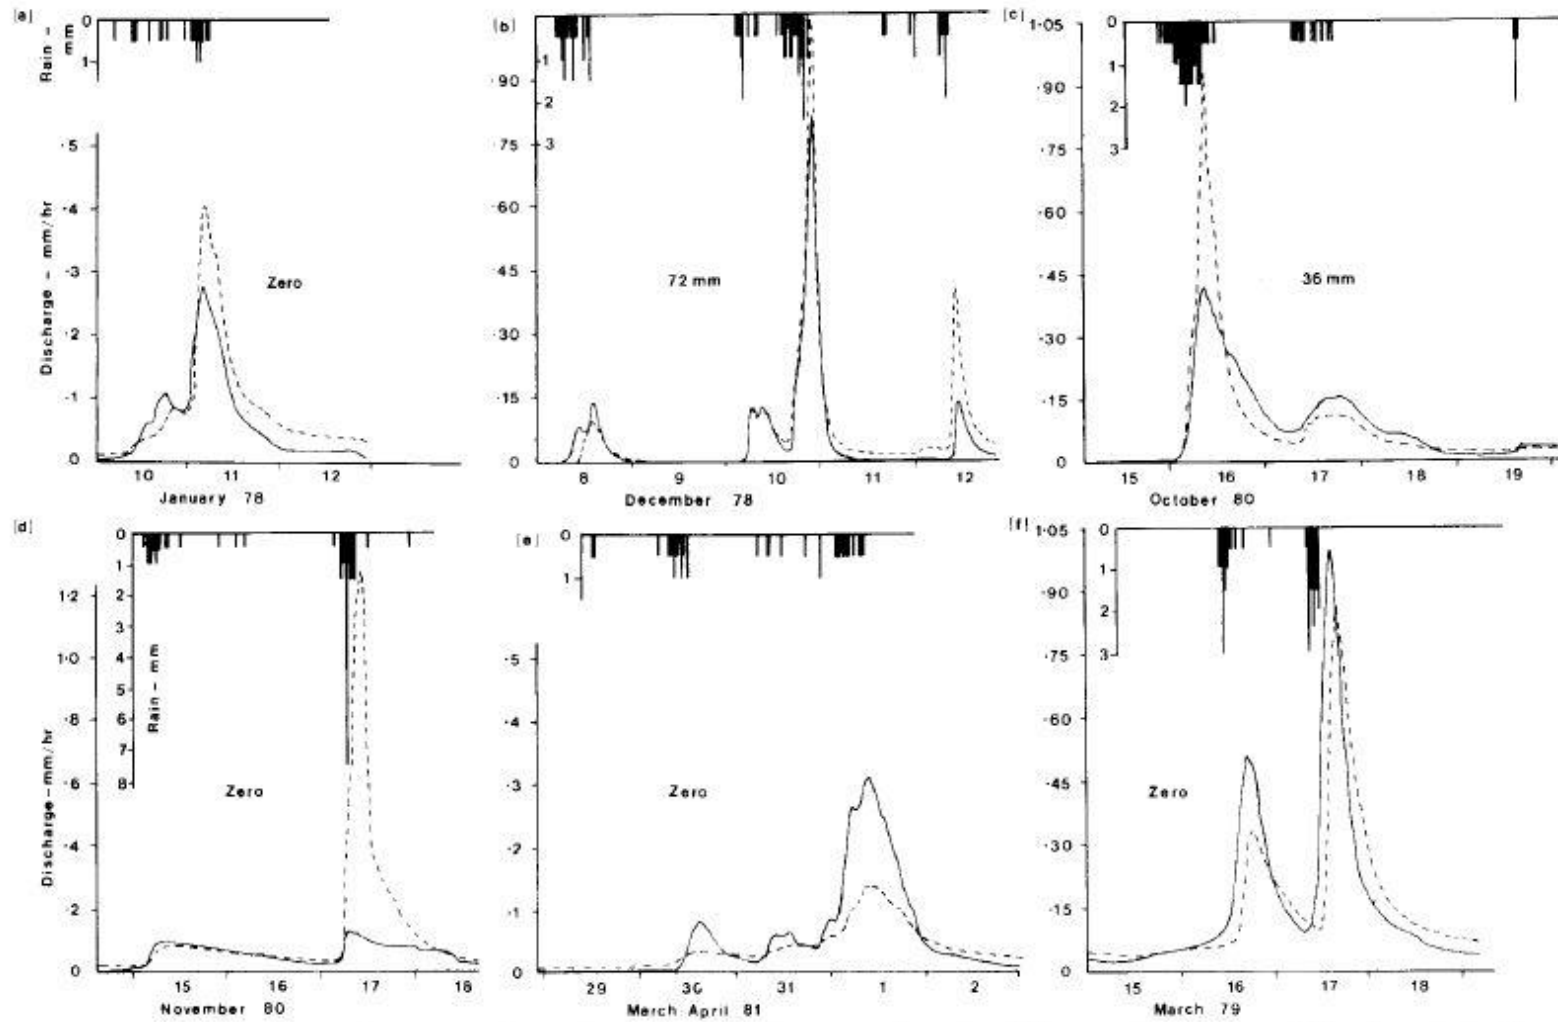 [a]
Rain - mm
0
1
Discharge - mm/hr
·5
·4
·3
·2
·1
0
Zero
10 11 12
January 78
[b]
1
2
3
·90
·75
·60
·45
·30
·15
0
72 mm
8 9 10 11 12
December 78
[c]
1·05
·90
·75
·60
·45
·30
·15
0
0
1
2
3
36 mm
15 16 17 18 19
October 80
[d]
0
1
2
3
4
5
6
7
8
Rain - mm
Discharge-mm/hr
1·2
1·0
·8
·6
·4
·2
0
Zero
15 16 17 18
November 80
[e]
0
1
·5
·4
·3
·2
·1
0
Zero
29 30 31 1 2
March April 81
[f]
1·05
·90
·75
·60
·45
·30
·15
0
0
1
2
3
Zero
15 16 17 18
March 79